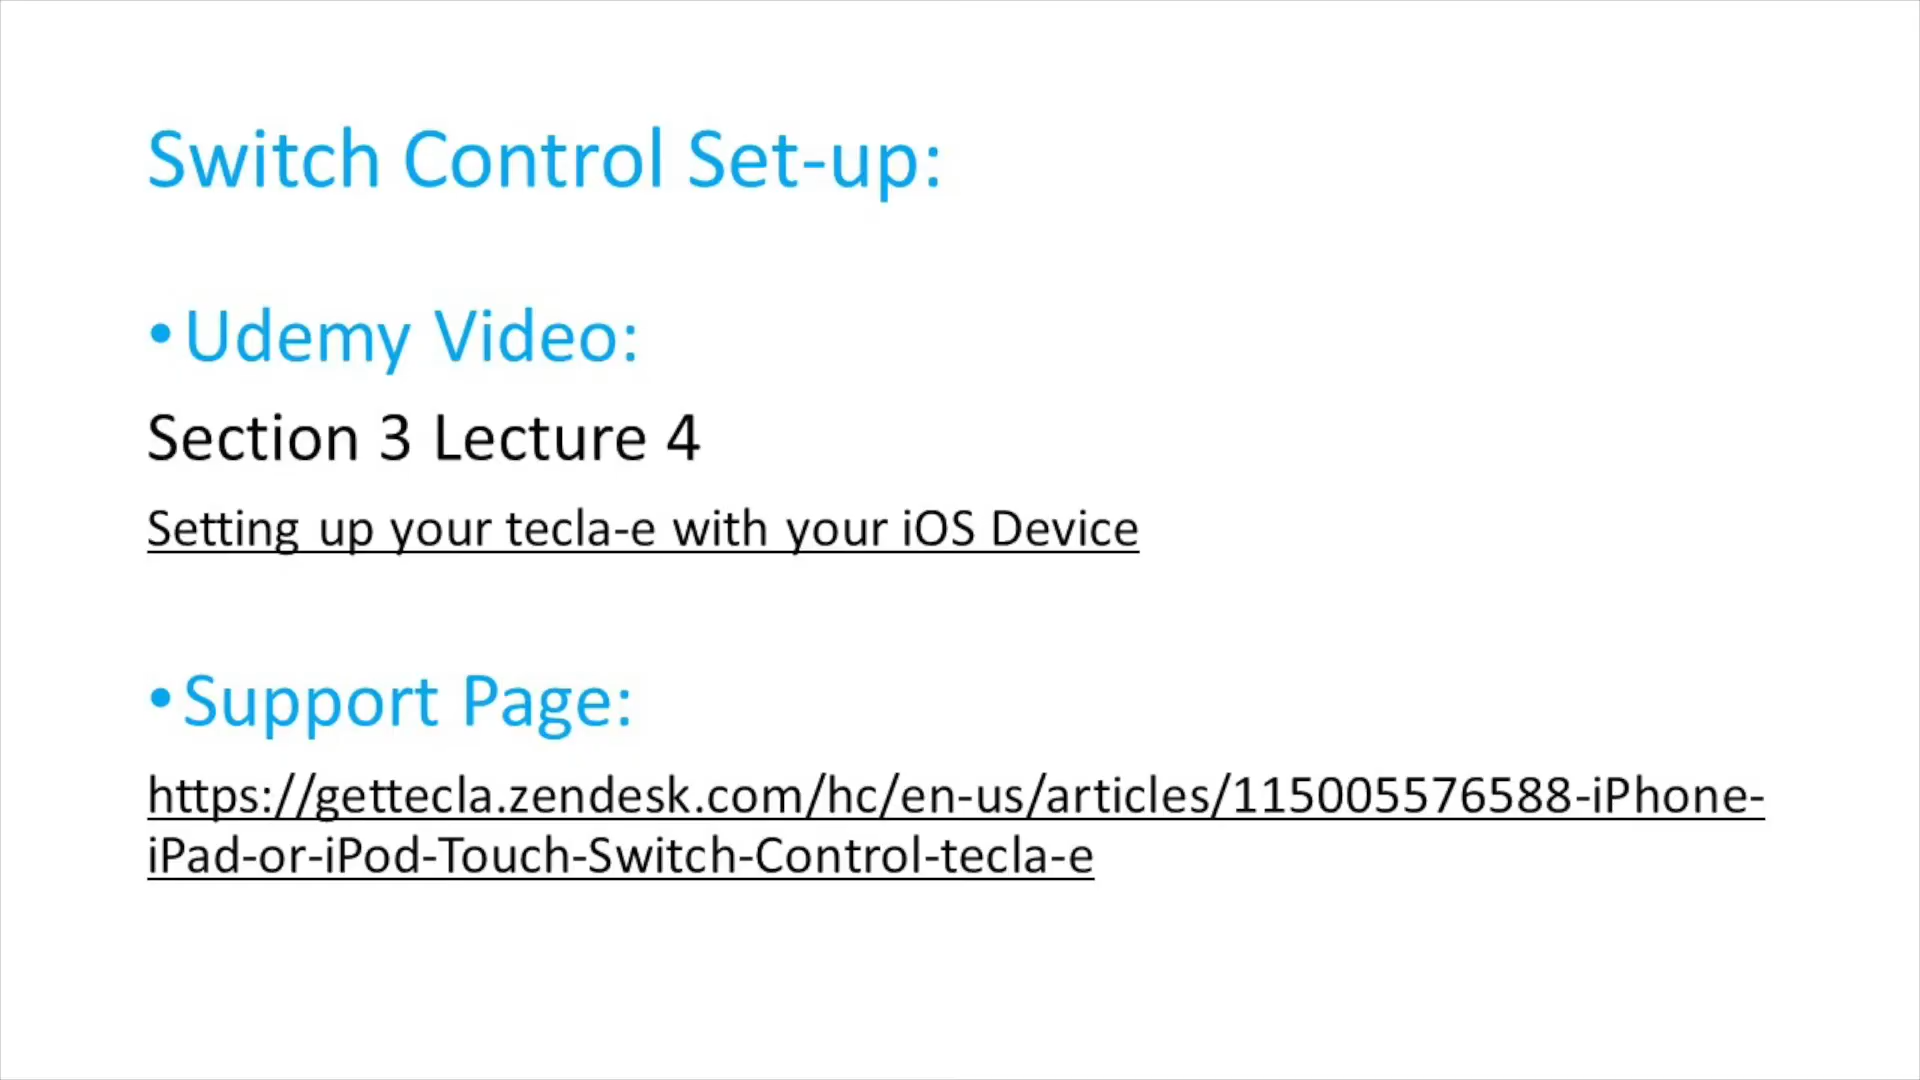 Switch Control Set-up:
•Udemy Video:
Section 3 Lecture 4
Setting up your tecla-e with your iOS Device
•Support Page:
https://gettecla.zendesk.com/hc/en-us/articles/115005576588-iPhone-
iPad-or-iPod-Touch-Switch-Control-tecla-e